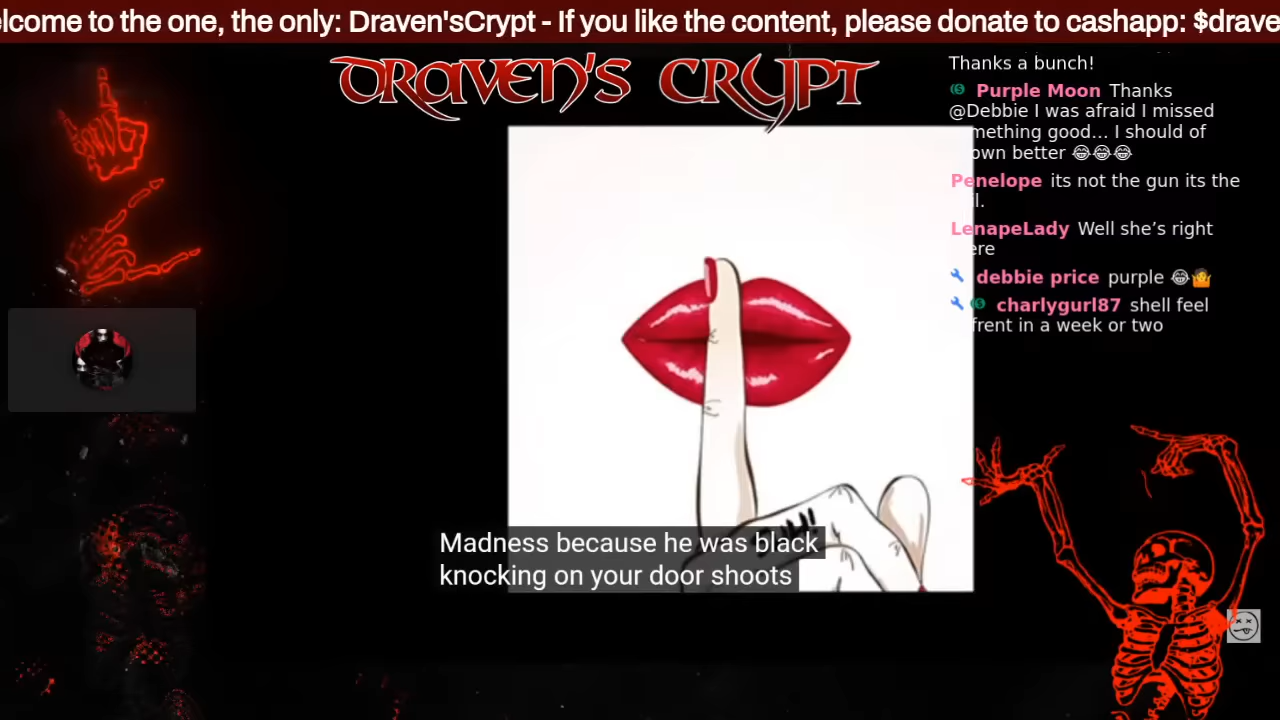 elcome to the one, the only: Draven'sCrypt - If you like the content, please donate to cashapp: $drave
DRAVEN'S CRYPT
Thanks a bunch!
Purple Moon Thanks
@Debbie I was afraid I missed
mething good... I should of
own better 😂😂😂
Penelope its not the gun its the
il.
LenapeLady Well she's right
ere
debbie price purple 😂🤷
charlygurl87 shell feel
frent in a week or two
Madness because he was black
knocking on your door shoots